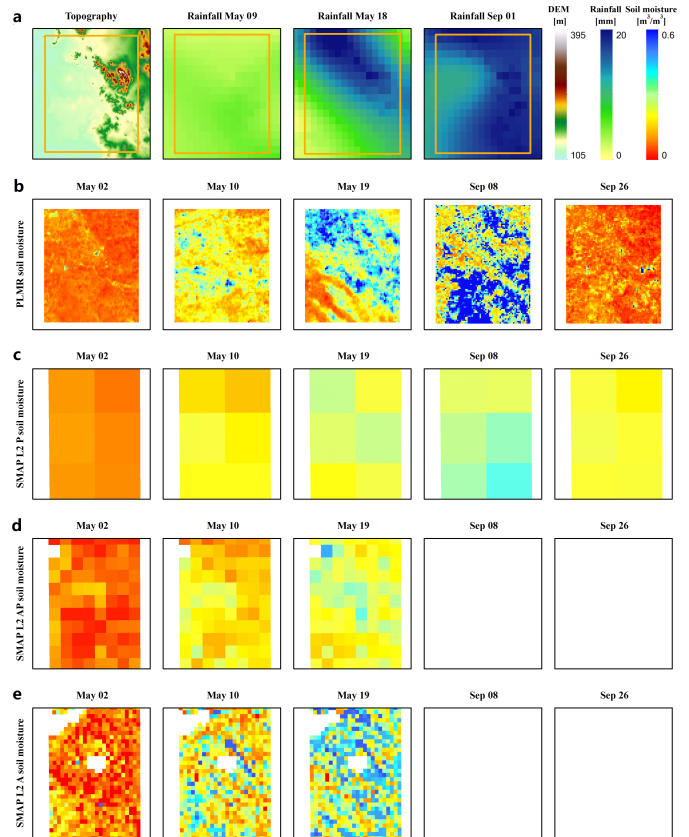 a
Topography Rainfall May 09 Rainfall May 18 Rainfall Sep 01
DEM Rainfall Soil moisture
[m] [mm] [m³/m³]
395 20 0.6
105 0 0
b
May 02 May 10 May 19 Sep 08 Sep 26
PLMR soil moisture
c
May 02 May 10 May 19 Sep 08 Sep 26
SMAP L2 P soil moisture
d
May 02 May 10 May 19 Sep 08 Sep 26
SMAP L2 AP soil moisture
e
May 02 May 10 May 19 Sep 08 Sep 26
SMAP L2 A soil moisture